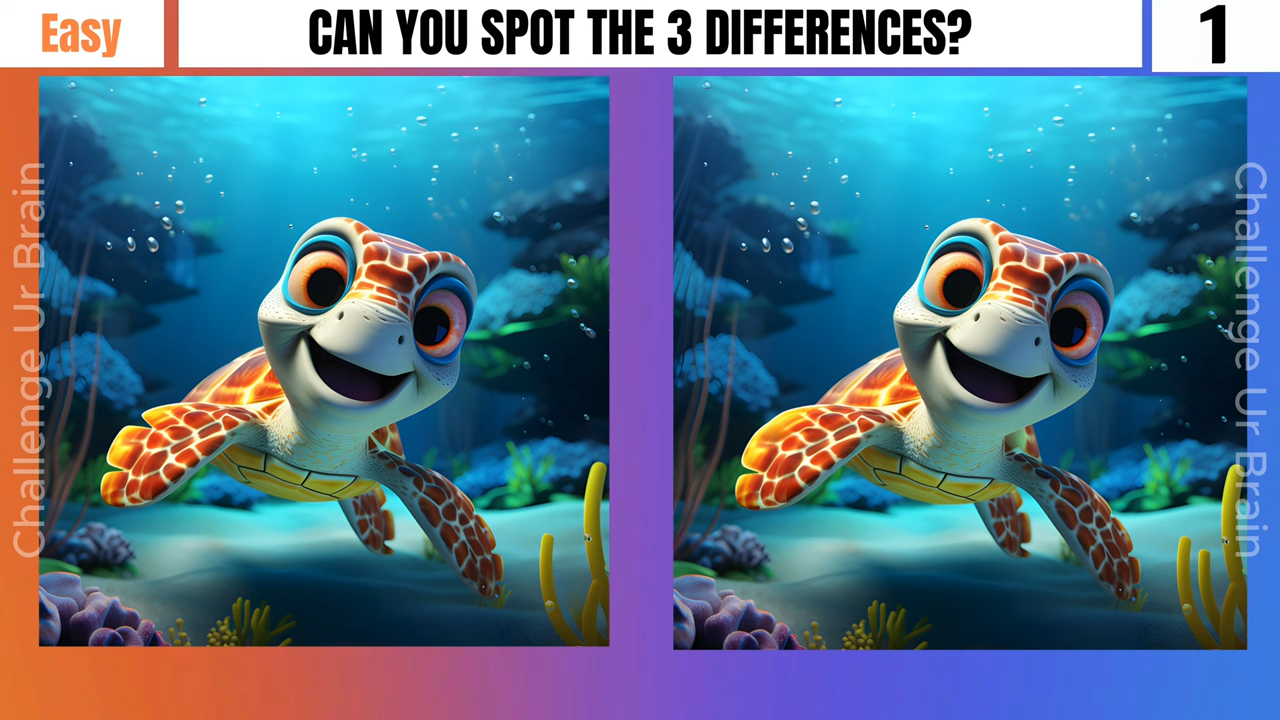 Easy
CAN YOU SPOT THE 3 DIFFERENCES?
1
Challenge Ur Brain
Challenge Ur Brain